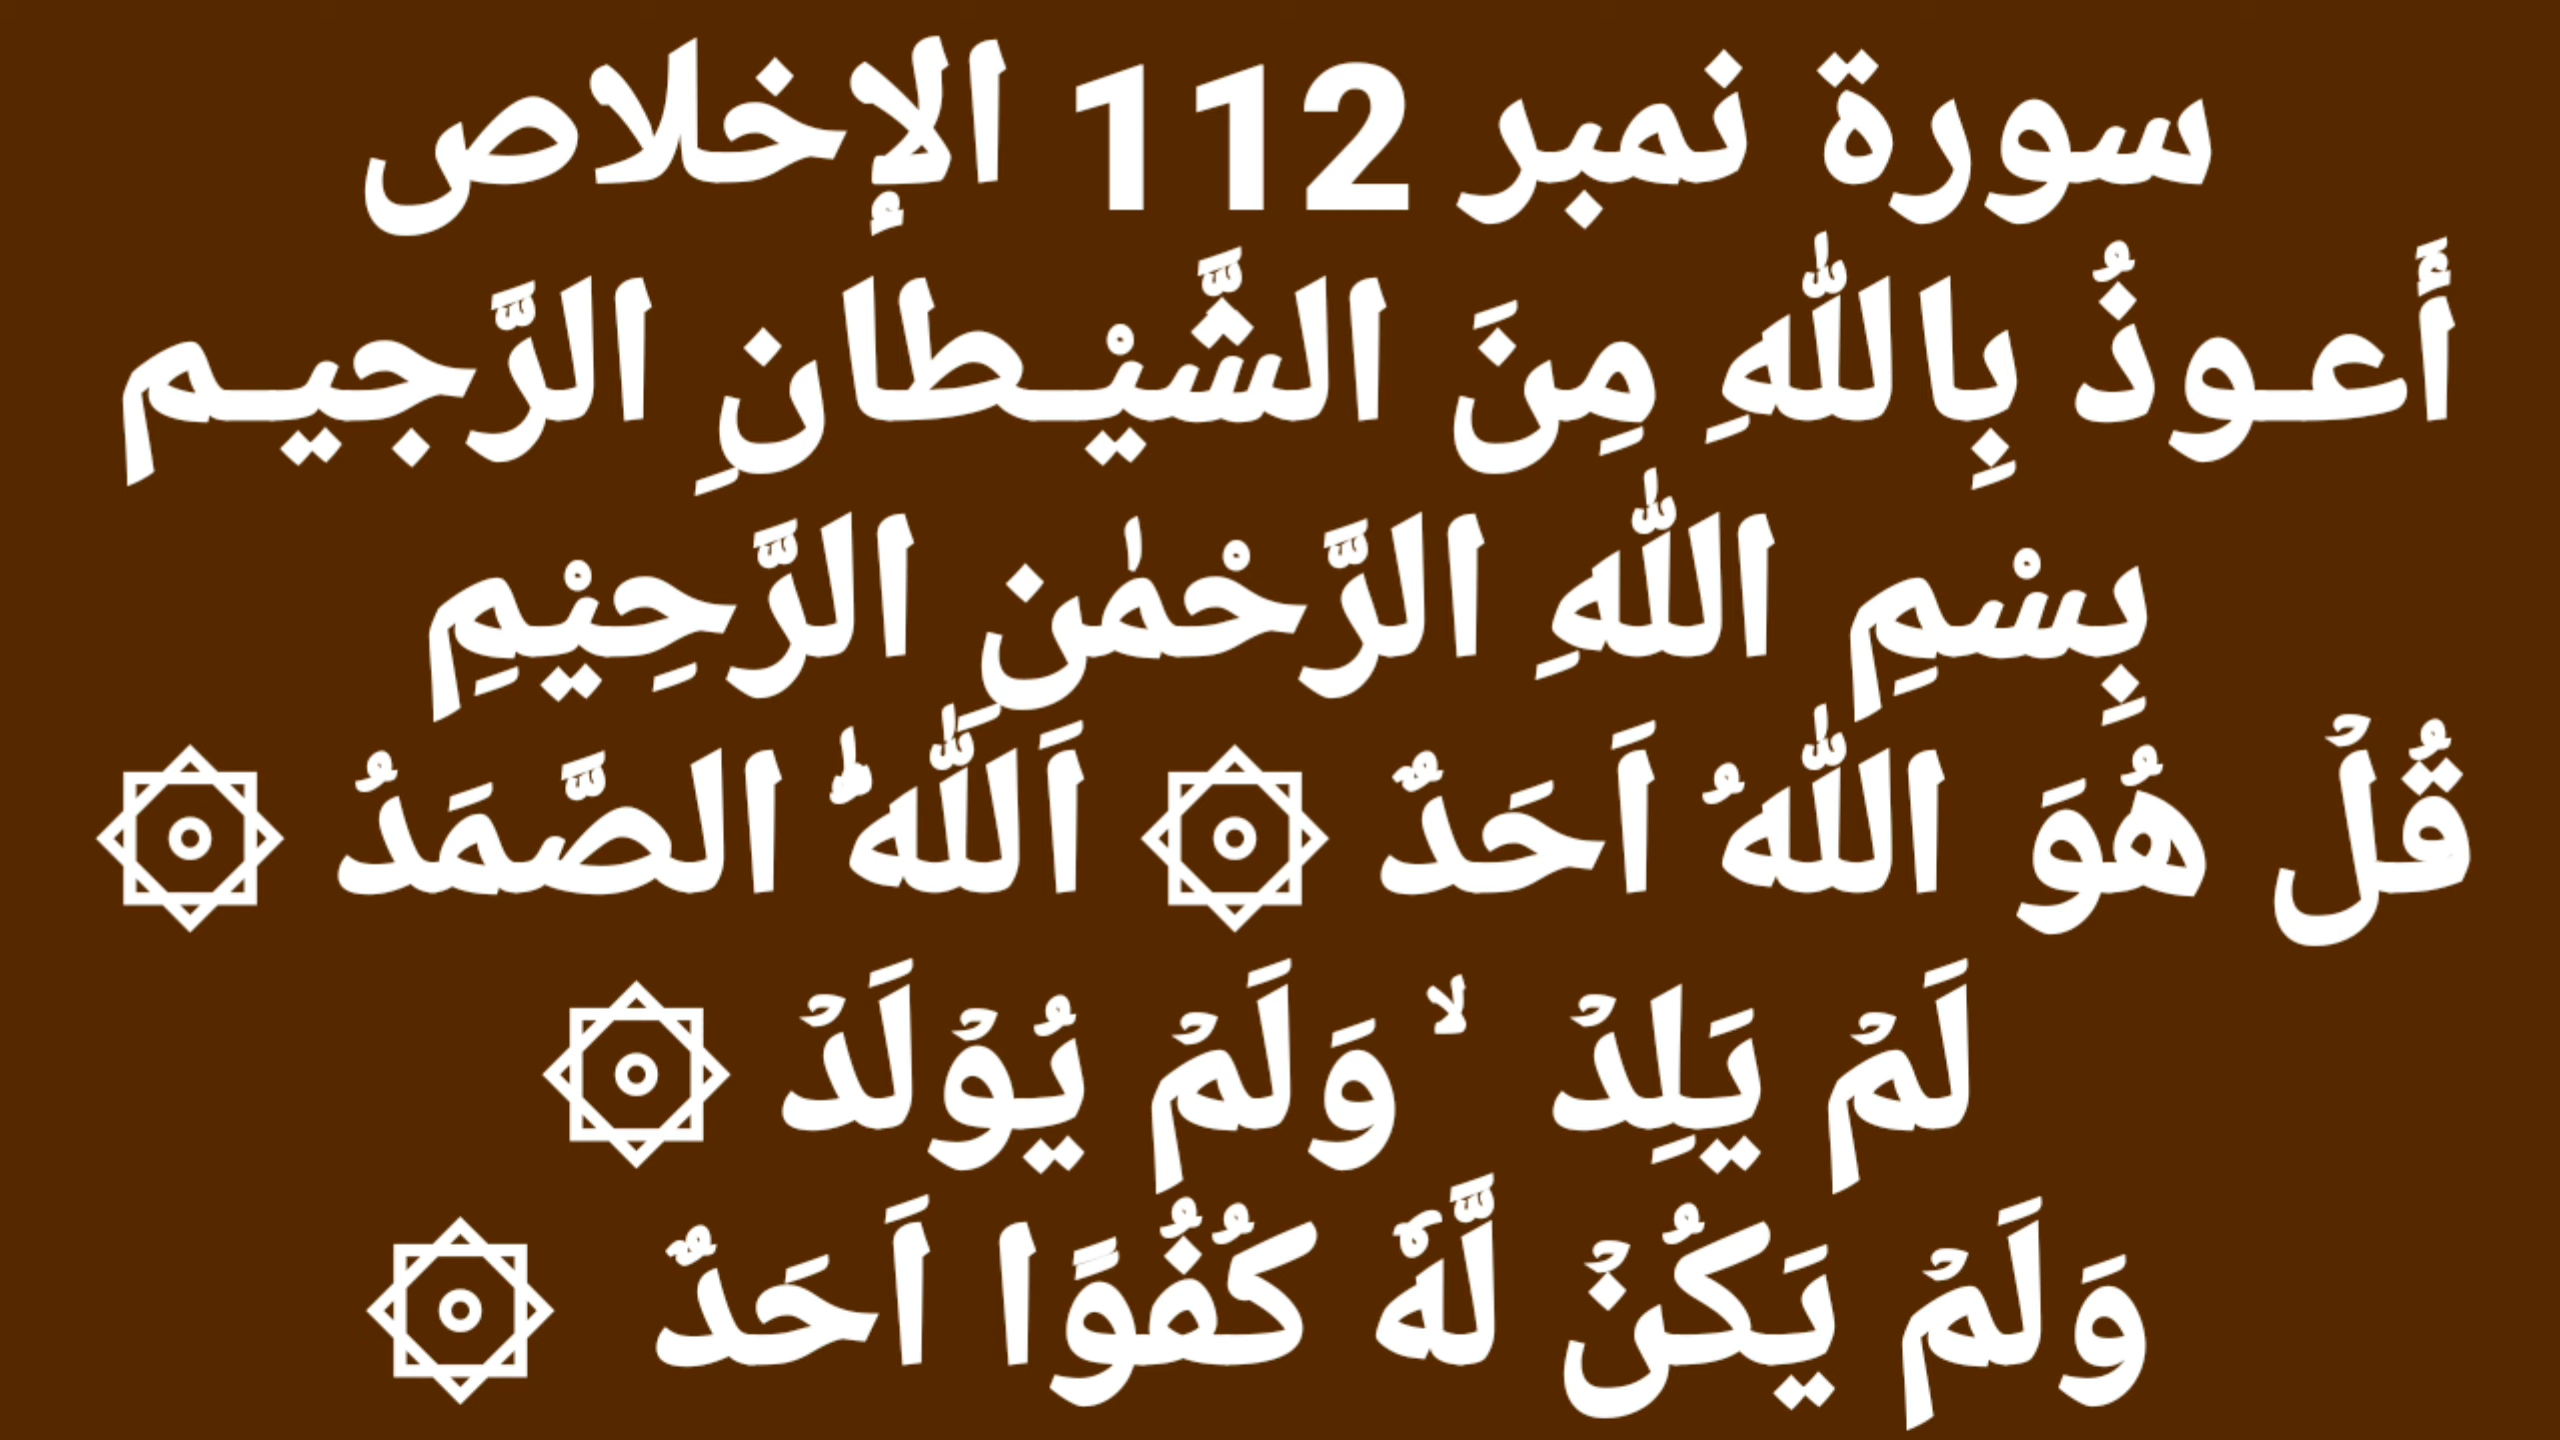 سورة نمبر 112 الإخلاص
أَعـوذُ بِاللهِ مِنَ الشَّيْـطانِ الرَّجيـم
بِسْمِ اللهِ الرَّحْمٰنِ الرَّحِيْمِ
قُلۡ هُوَ اللّٰهُ اَحَدٌ ۞ اَللّٰهُ الصَّمَدُ‌ ۞
لَمۡ يَلِدۡ ۙ وَلَمۡ يُوۡلَدۡ ۞
وَلَمۡ يَكُنۡ لَّهٗ كُفُوًا اَحَدٌ ۞